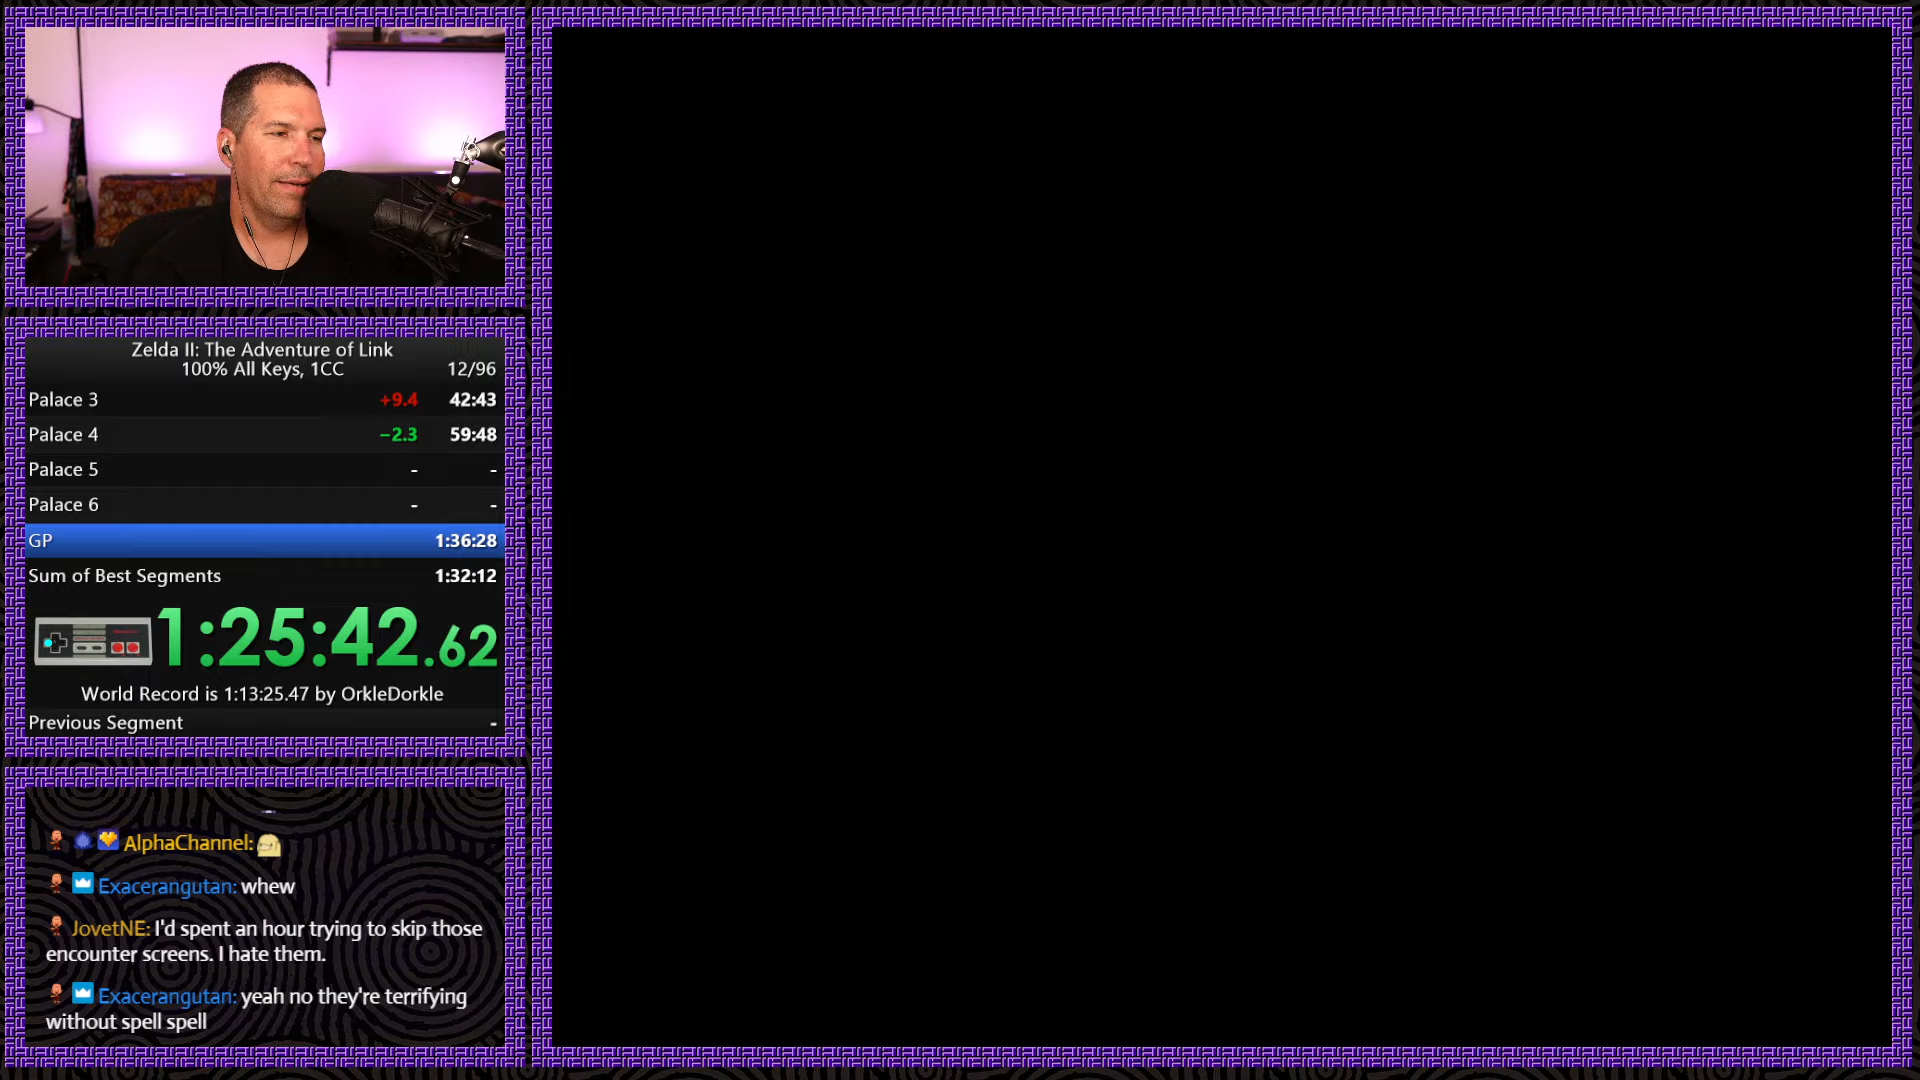 Zelda II: The Adventure of Link
100% All Keys, 1CC 12/96
Palace 3 +9.4 42:43
Palace 4 −2.3 59:48
Palace 5 - -
Palace 6 - -
GP 1:36:28
Sum of Best Segments 1:32:12
1:25:42.62
World Record is 1:13:25.47 by OrkleDorkle
Previous Segment -
AlphaChannel:
Exacerangutan: whew
JovetNE: I'd spent an hour trying to skip those
encounter screens. I hate them.
Exacerangutan: yeah no they're terrifying
without spell spell